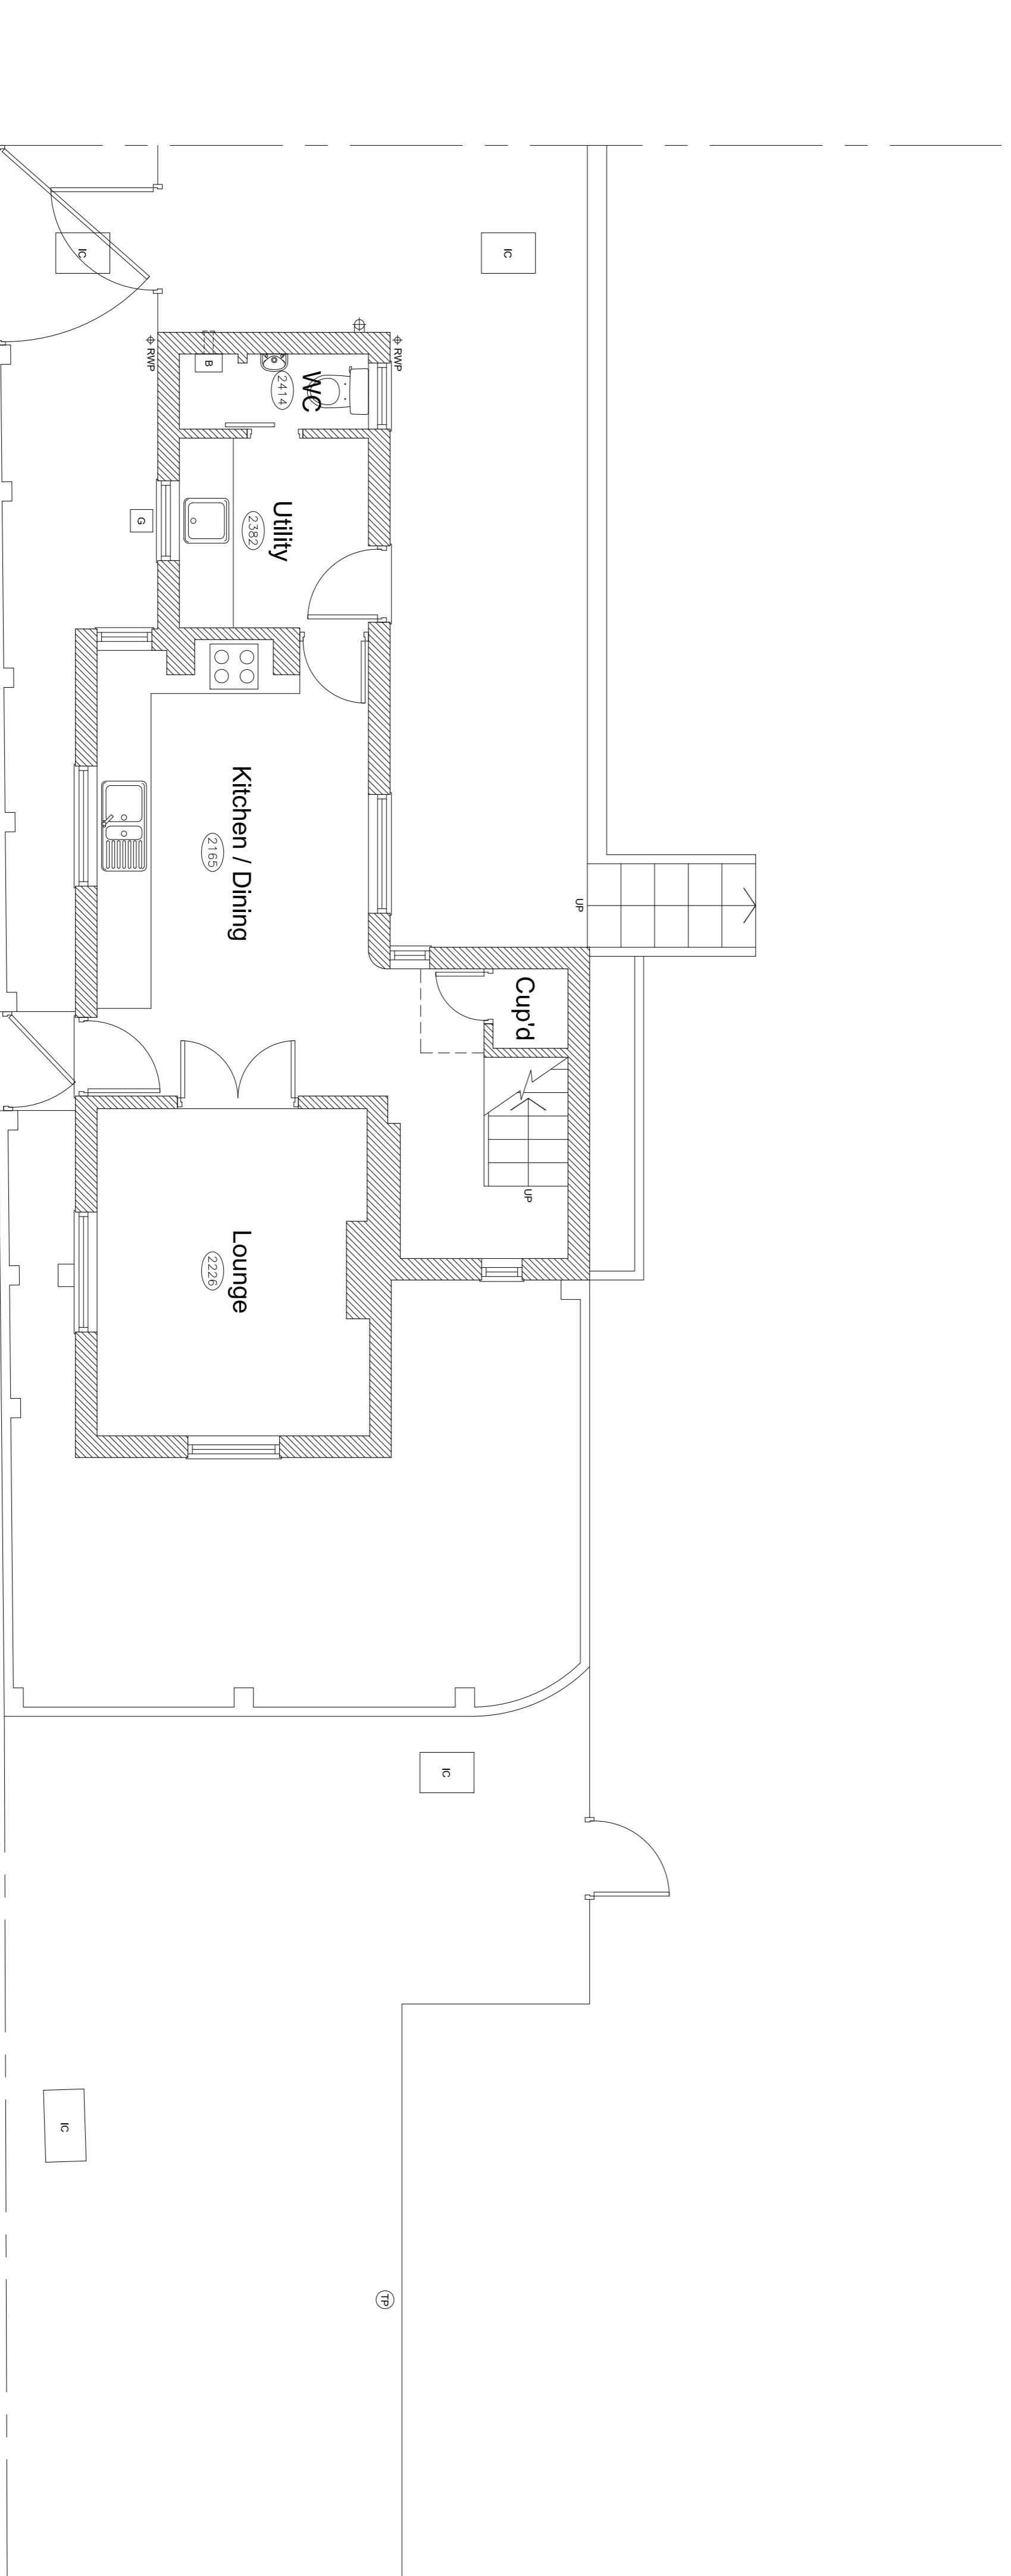 IC
IC
RWP
RWP
B
WC
2414
Utility
2382
G
Kitchen / Dining
2165
UP
Cup'd
UP
Lounge
2226
IC
IC
TP